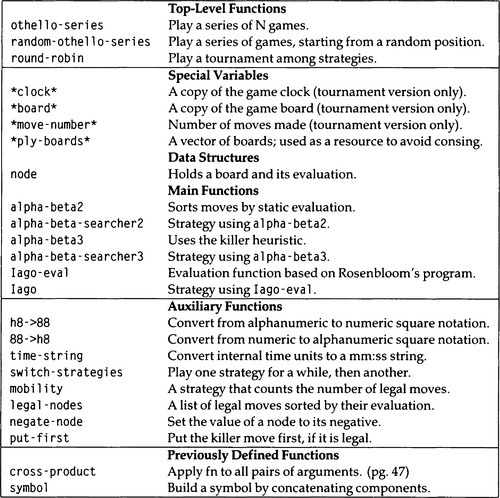 Top-Level Functions
othello-series Play a series of N games.
random-othello-series Play a series of games, starting from a random position.
round-robin Play a tournament among strategies.
Special Variables
*clock* A copy of the game clock (tournament version only).
*board* A copy of the game board (tournament version only).
*move-number* Number of moves made (tournament version only).
*ply-boards* A vector of boards; used as a resource to avoid consing.
Data Structures
node Holds a board and its evaluation.
Main Functions
alpha-beta2 Sorts moves by static evaluation.
alpha-beta-searcher2 Strategy using alpha-beta2.
alpha-beta3 Uses the killer heuristic.
alpha-beta-searcher3 Strategy using alpha-beta3.
Iago-eval Evaluation function based on Rosenbloom's program.
Iago Strategy using Iago-eval.
Auxiliary Functions
h8->88 Convert from alphanumeric to numeric square notation.
88->h8 Convert from numeric to alphanumeric square notation.
time-string Convert internal time units to a mm:ss string.
switch-strategies Play one strategy for a while, then another.
mobility A strategy that counts the number of legal moves.
legal-nodes A list of legal moves sorted by their evaluation.
negate-node Set the value of a node to its negative.
put-first Put the killer move first, if it is legal.
Previously Defined Functions
cross-product Apply fn to all pairs of arguments. (pg. 47)
symbol Build a symbol by concatenating components.